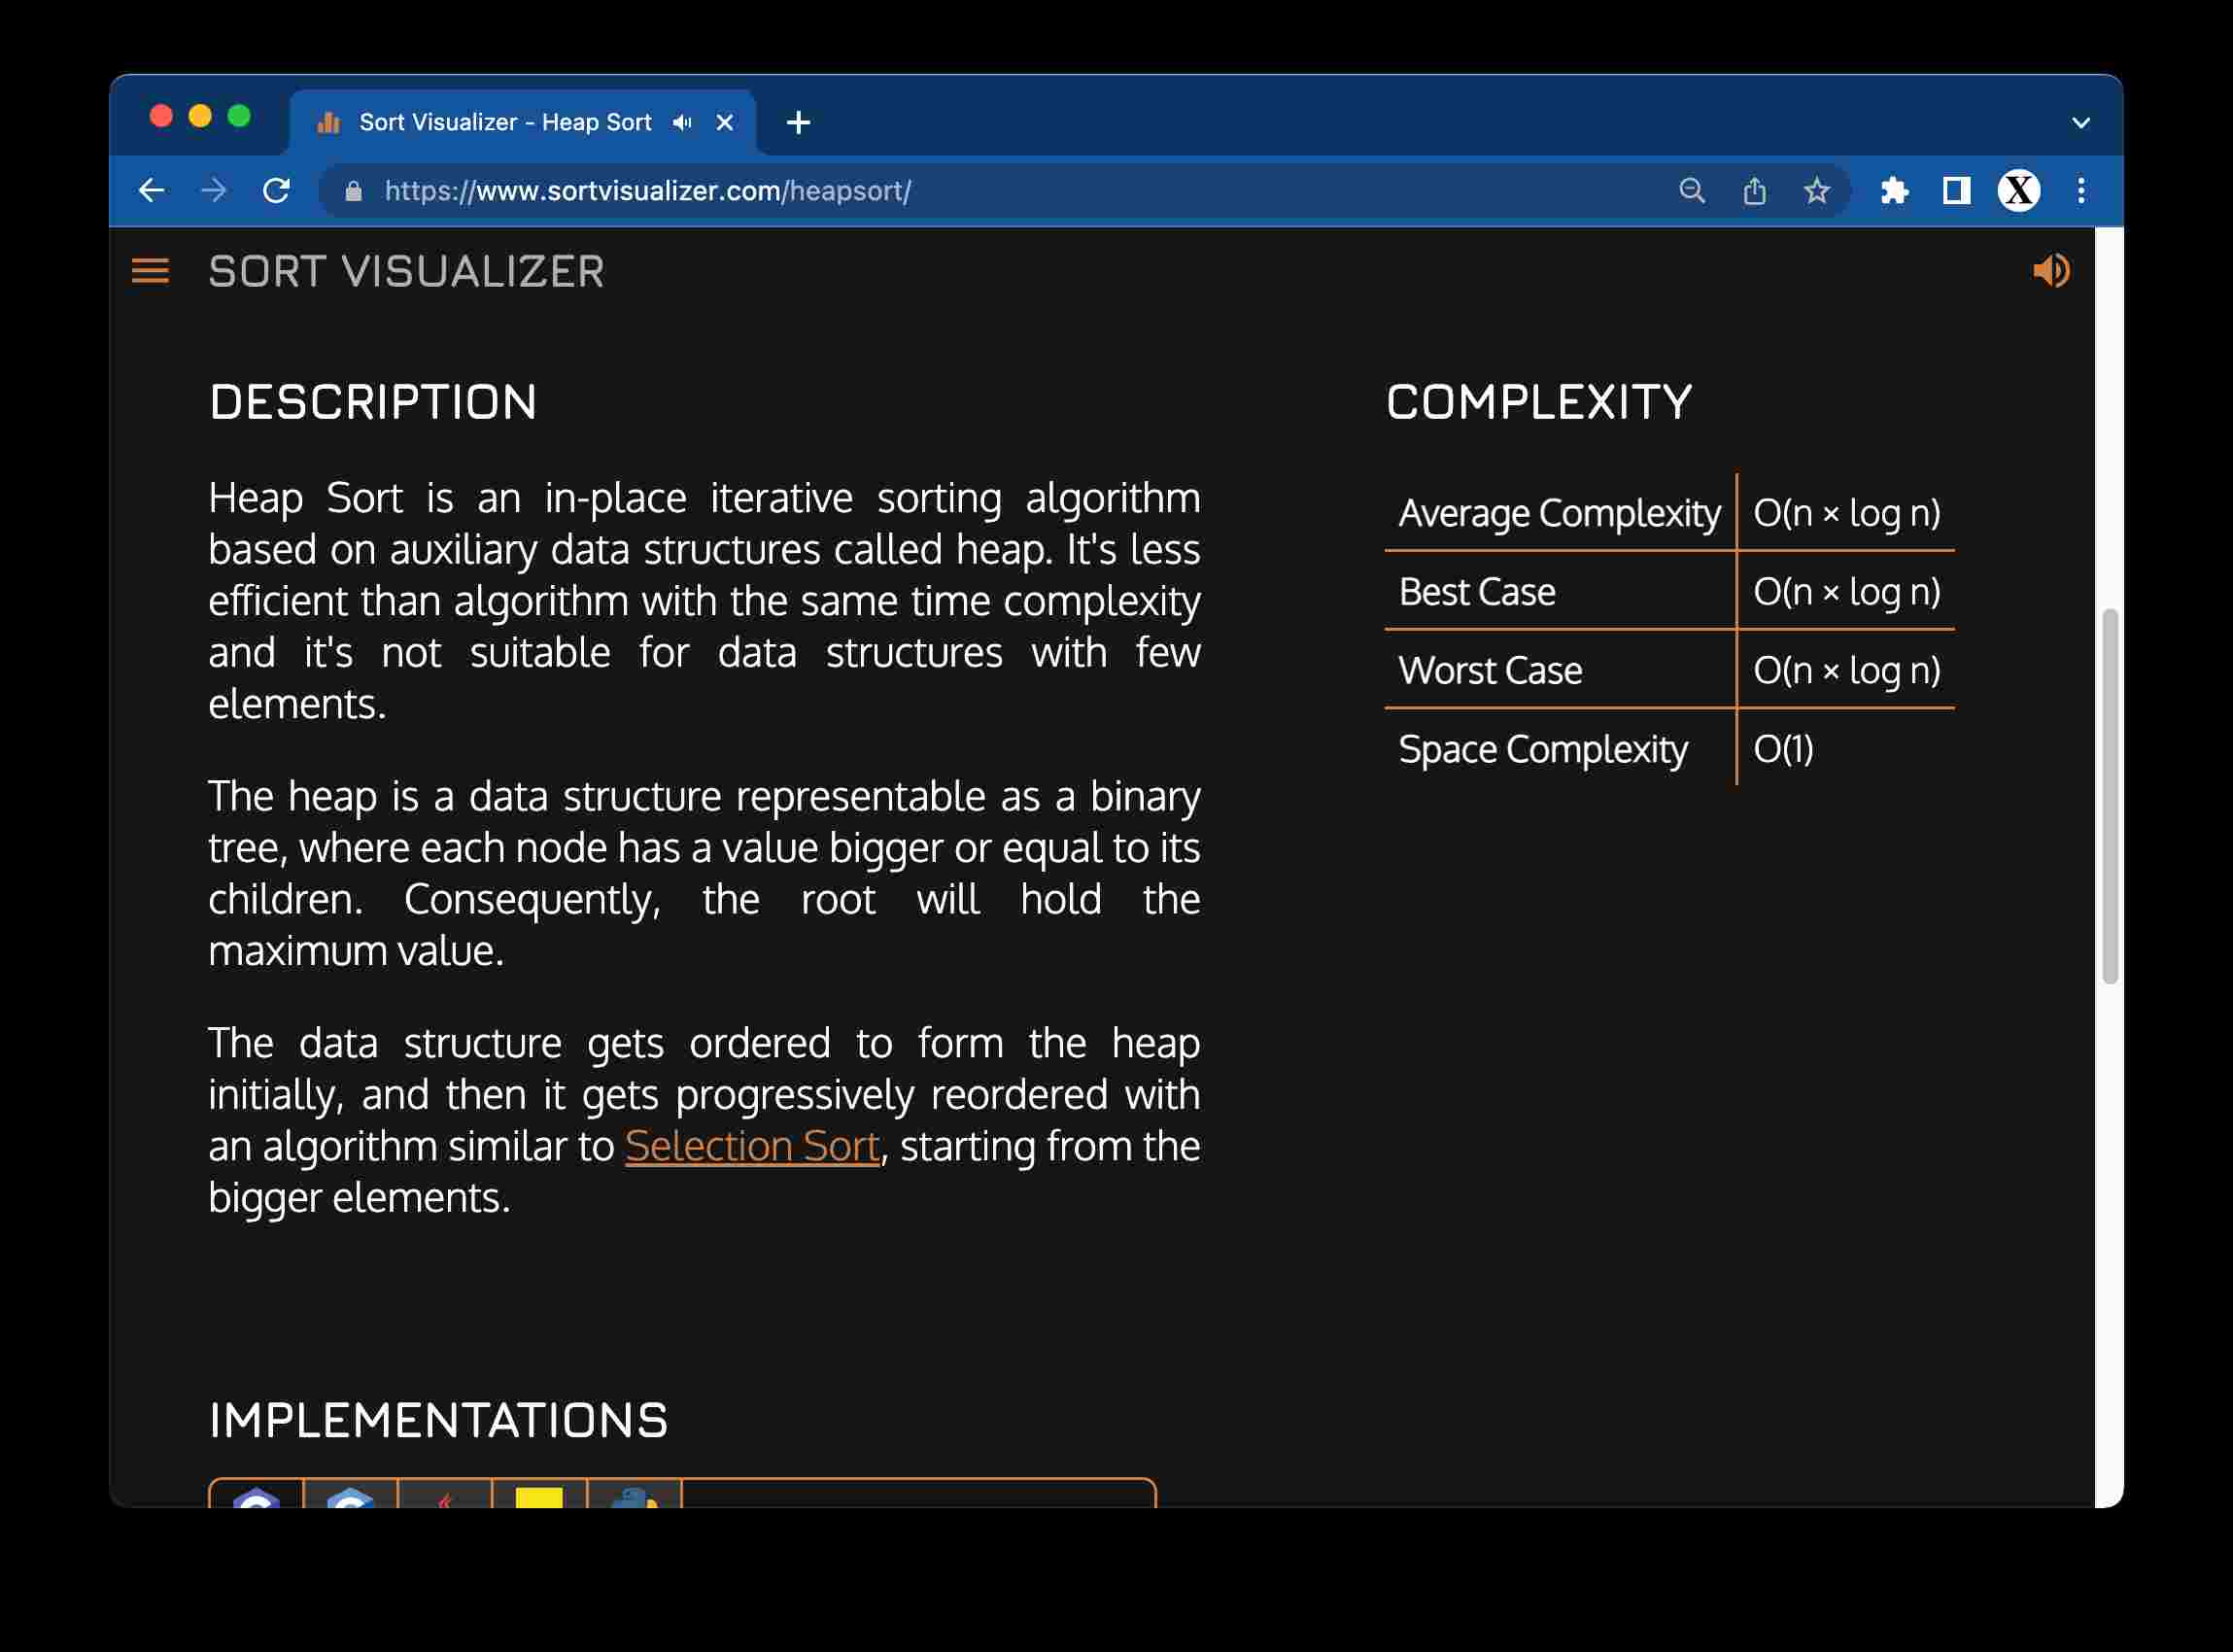 Sort Visualizer - Heap Sort
https://www.sortvisualizer.com/heapsort/
X
SORT VISUALIZER
DESCRIPTION
Heap Sort is an in-place iterative sorting algorithm
based on auxiliary data structures called heap. It's less
efficient than algorithm with the same time complexity
and it's not suitable for data structures with few
elements.
The heap is a data structure representable as a binary
tree, where each node has a value bigger or equal to its
children. Consequently, the root will hold the
maximum value.
The data structure gets ordered to form the heap
initially, and then it gets progressively reordered with
an algorithm similar to Selection Sort, starting from the
bigger elements.
COMPLEXITY
Average Complexity O(n × log n)
Best Case O(n × log n)
Worst Case O(n × log n)
Space Complexity O(1)
IMPLEMENTATIONS